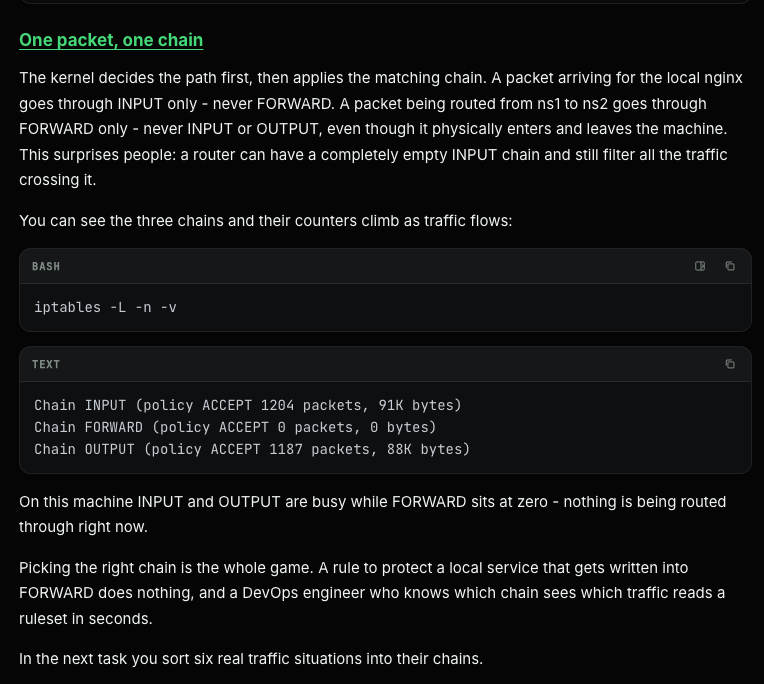 One packet, one chain
The kernel decides the path first, then applies the matching chain. A packet arriving for the local nginx
goes through INPUT only - never FORWARD. A packet being routed from ns1 to ns2 goes through
FORWARD only - never INPUT or OUTPUT, even though it physically enters and leaves the machine.
This surprises people: a router can have a completely empty INPUT chain and still filter all the traffic
crossing it.
You can see the three chains and their counters climb as traffic flows:
BASH
iptables -L -n -v
TEXT
Chain INPUT (policy ACCEPT 1204 packets, 91K bytes)
Chain FORWARD (policy ACCEPT 0 packets, 0 bytes)
Chain OUTPUT (policy ACCEPT 1187 packets, 88K bytes)
On this machine INPUT and OUTPUT are busy while FORWARD sits at zero - nothing is being routed
through right now.
Picking the right chain is the whole game. A rule to protect a local service that gets written into
FORWARD does nothing, and a DevOps engineer who knows which chain sees which traffic reads a
ruleset in seconds.
In the next task you sort six real traffic situations into their chains.